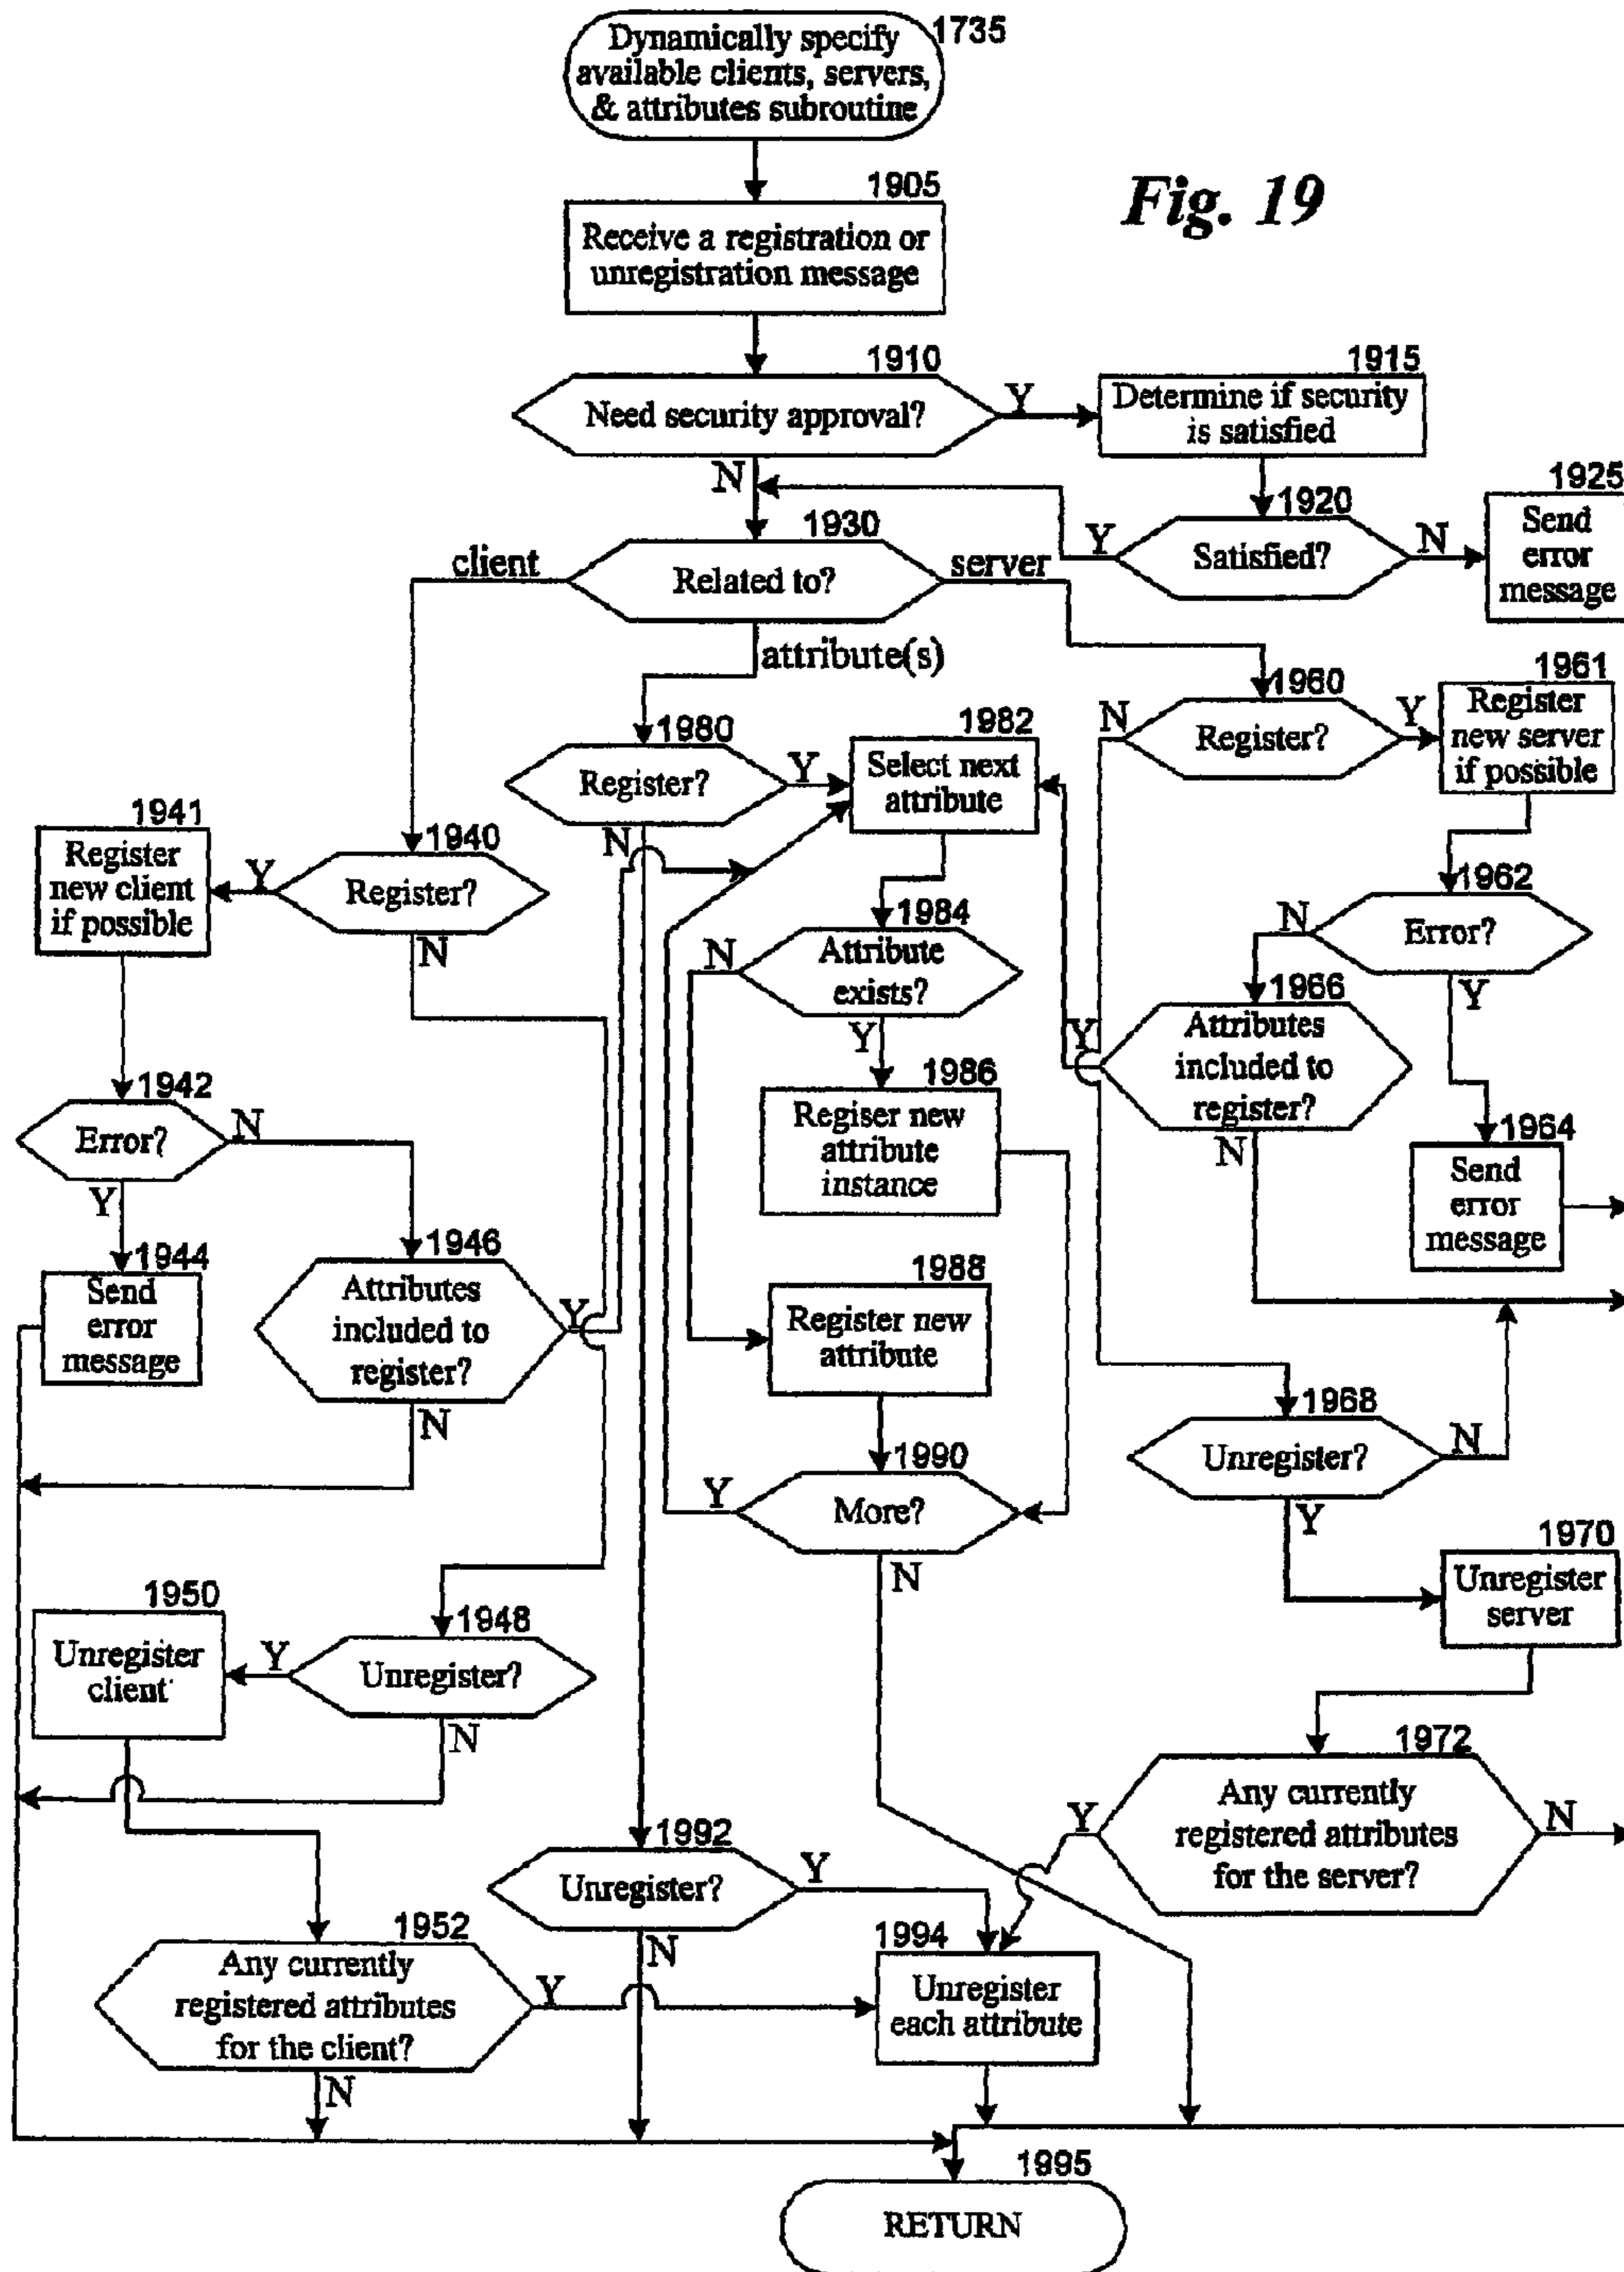 1735
Dynamically specify
available clients, servers,
& attributes subroutine
Fig. 19
1905
Receive a registration or
unregistration message
1910
Need security approval?
Y
N
1915
Determine if security
is satisfied
1920
Satisfied?
Y
N
1925
Send
error
message
1930
Related to?
client
server
attribute(s)
1960
Register?
N
Y
1961
Register
new server
if possible
1980
Register?
Y
N
1982
Select next
attribute
1941
Register
new client
if possible
1940
Register?
Y
N
1962
Error?
N
Y
1984
Attribute
exists?
N
Y
1966
Attributes
included to
register?
Y
N
1986
Regiser new
attribute
instance
1942
Error?
N
Y
1964
Send
error
message
1944
Send
error
message
1946
Attributes
included to
register?
Y
N
1988
Register new
attribute
1968
Unregister?
N
Y
1990
More?
Y
N
1970
Unregister
server
1950
Unregister
client
1948
Unregister?
Y
N
1972
Any currently
registered attributes
for the server?
Y
N
1992
Unregister?
Y
N
1952
Any currently
registered attributes
for the client?
Y
N
1994
Unregister
each attribute
1995
RETURN